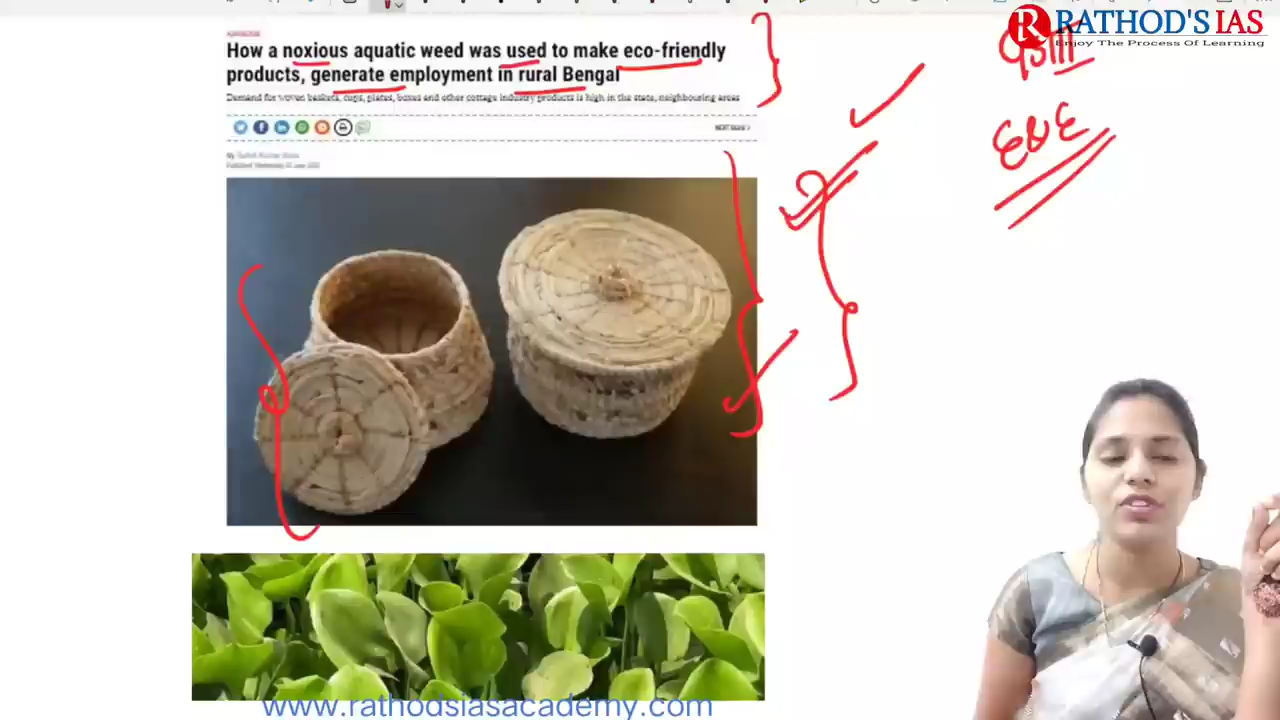 RATHOD'S IAS
Enjoy The Process Of Learning
How a noxious aquatic weed was used to make eco-friendly
products, generate employment in rural Bengal
Demand for woven baskets, cups, plates, boxes and other cottage industry products is high in the state, neighbouring areas
www.rathodsiasacademy.com